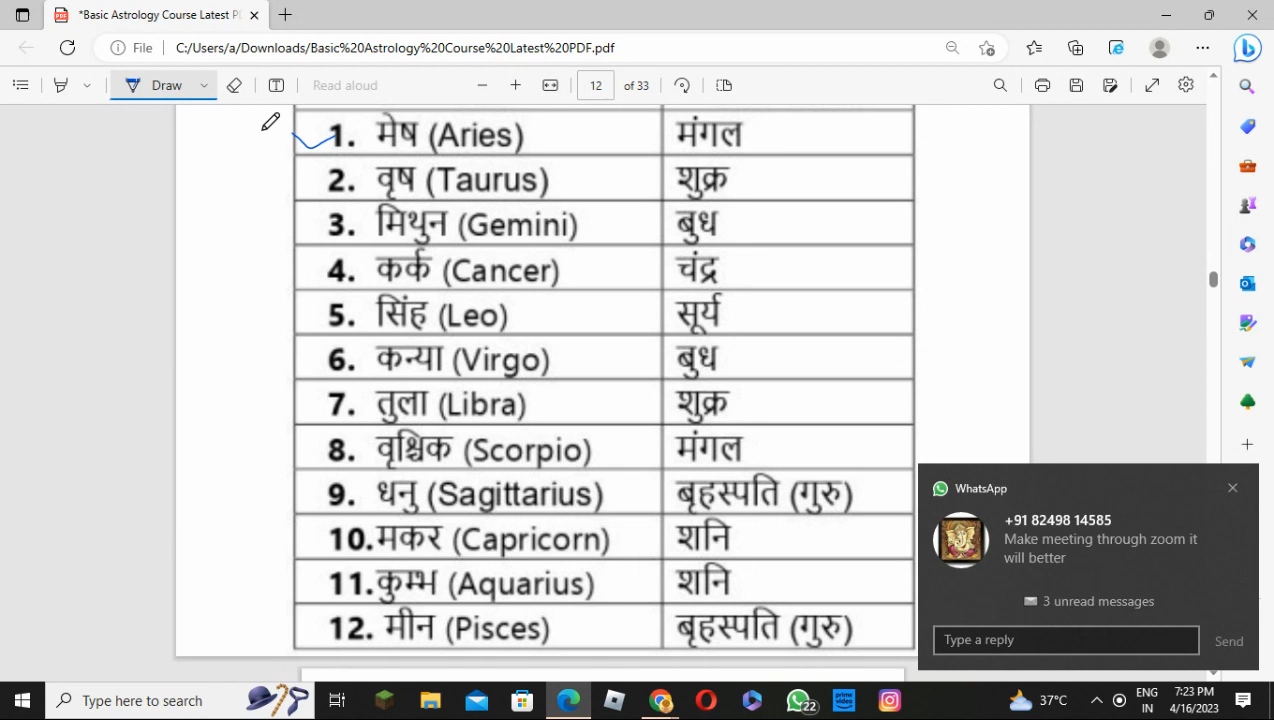 *Basic Astrology Course Latest P
File C:/Users/a/Downloads/Basic%20Astrology%20Course%20Latest%20PDF.pdf
Draw Read aloud 12 of 33
1. मेष (Aries) मंगल
2. वृष (Taurus) शुक्र
3. मिथुन (Gemini) बुध
4. कर्क (Cancer) चंद्र
5. सिंह (Leo) सूर्य
6. कन्या (Virgo) बुध
7. तुला (Libra) शुक्र
8. वृश्चिक (Scorpio) मंगल
9. धनु (Sagittarius) बृहस्पति (गुरु)
10. मकर (Capricorn) शनि
11. कुम्भ (Aquarius) शनि
12. मीन (Pisces) बृहस्पति (गुरु)
WhatsApp
+91 82498 14585
Make meeting through zoom it
will better
3 unread messages
Type a reply Send
Type here to search 22 prime video 37°C ENG 7:23 PM
IN 4/16/2023